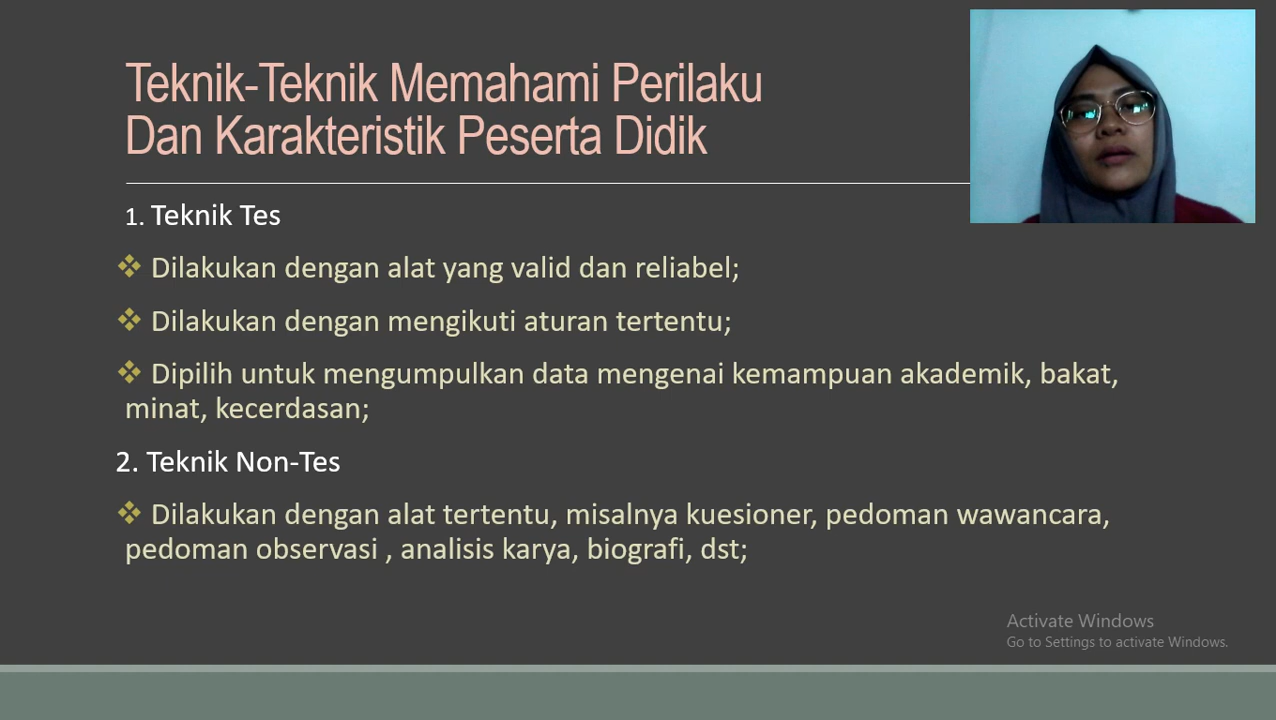 Teknik-Teknik Memahami Perilaku
Dan Karakteristik Peserta Didik
1. Teknik Tes
❖ Dilakukan dengan alat yang valid dan reliabel;
❖ Dilakukan dengan mengikuti aturan tertentu;
❖ Dipilih untuk mengumpulkan data mengenai kemampuan akademik, bakat,
minat, kecerdasan;
2. Teknik Non-Tes
❖ Dilakukan dengan alat tertentu, misalnya kuesioner, pedoman wawancara,
pedoman observasi , analisis karya, biografi, dst;
Activate Windows
Go to Settings to activate Windows.